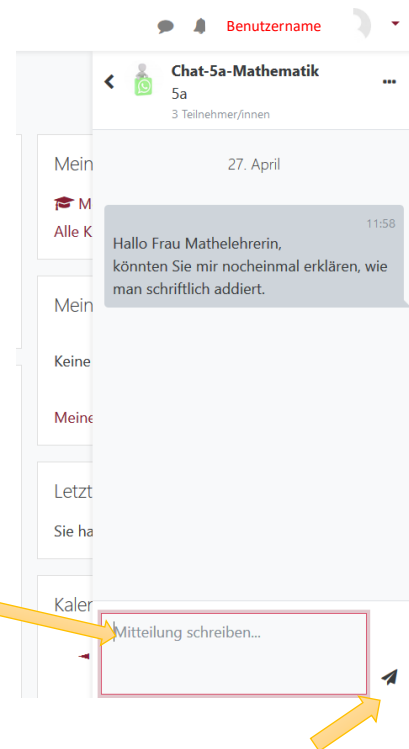 Benutzername
Chat-5a-Mathematik
5a
3 Teilnehmer/innen
27. April
11:58
Hallo Frau Mathelehrerin,
könnten Sie mir nocheinmal erklären, wie
man schriftlich addiert.
Mein
M
Alle K
Mein
Keine
Meine
Letzt
Sie ha
Kaler
Mitteilung schreiben...